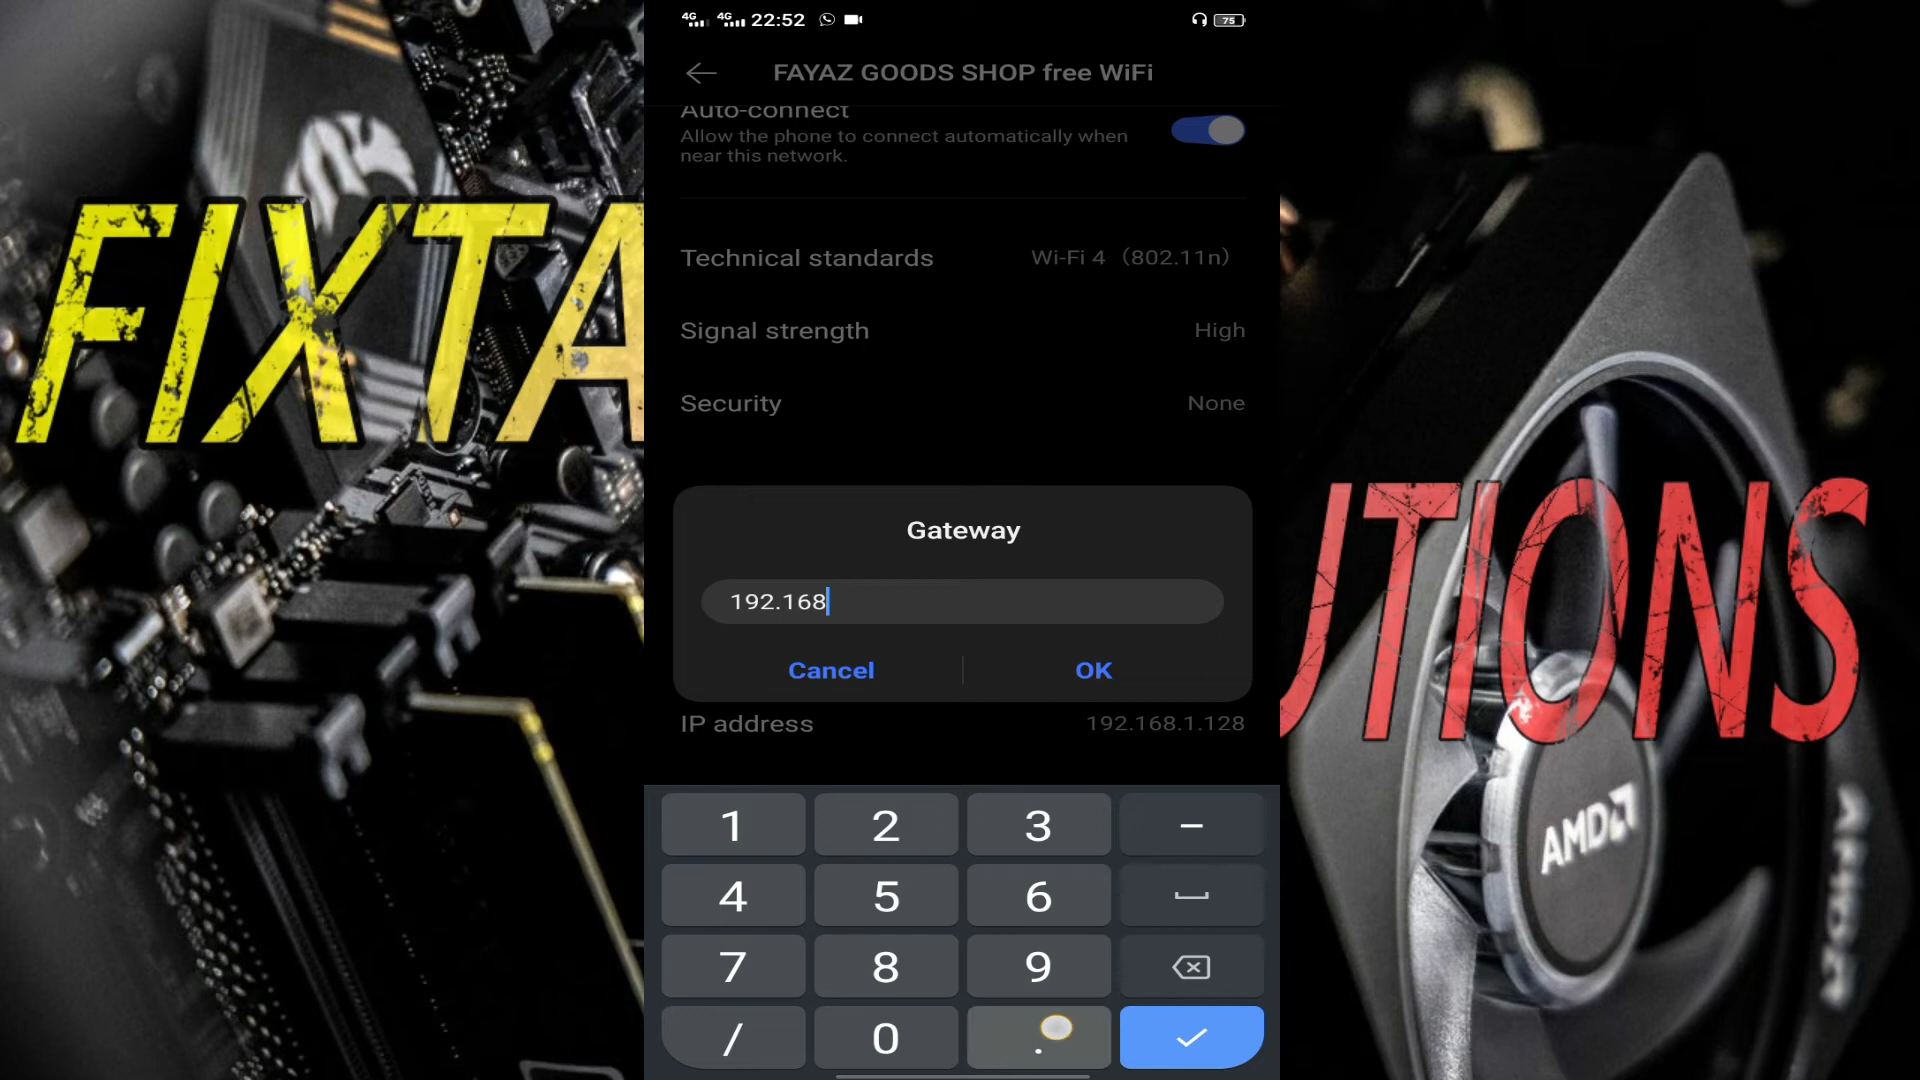 4G 4G 22:52 75
FAYAZ GOODS SHOP free WiFi
Auto-connect
Allow the phone to connect automatically when
near this network.
Technical standards Wi-Fi 4 (802.11n)
Signal strength High
Security None
FIXTA
UTIONS
Gateway
192.168
Cancel OK
IP address 192.168.1.128
1 2 3 -
4 5 6
7 8 9
/ 0 .
AMD
AMD